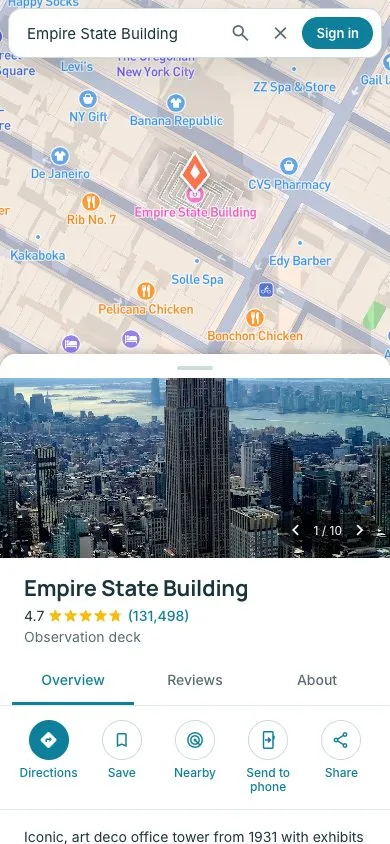 Happy Socks
Empire State Building
Sign in
Levi's
The Gregorian
New York City
Square
ZZ Spa & Store
NY Gift
Banana Republic
De Janeiro
CVS Pharmacy
Rib No. 7
Empire State Building
Kakaboka
Edy Barber
Solle Spa
Pelicana Chicken
Bonchon Chicken
1 / 10
Empire State Building
4.7 (131,498)
Observation deck
Overview Reviews About
Directions Save Nearby Send to phone Share
Iconic, art deco office tower from 1931 with exhibits